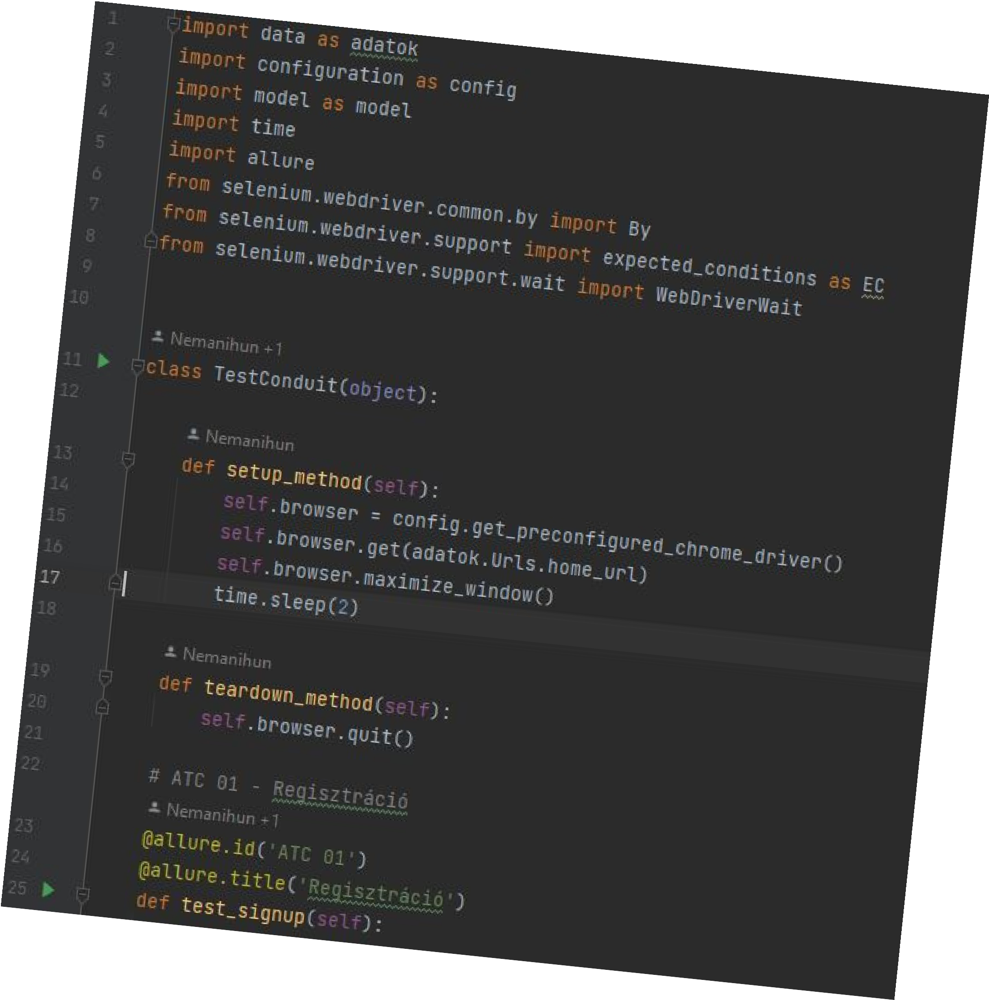 1 import data as adatok
2 import configuration as config
3 import model as model
4 import time
5 import allure
6 from selenium.webdriver.common.by import By
7 from selenium.webdriver.support import expected_conditions as EC
8 from selenium.webdriver.support.wait import WebDriverWait
9
10
Nemanihun +1
11 class TestConduit(object):
12
Nemanihun
13 def setup_method(self):
14 self.browser = config.get_preconfigured_chrome_driver()
15 self.browser.get(adatok.Urls.home_url)
16 self.browser.maximize_window()
17 time.sleep(2)
18
Nemanihun
19 def teardown_method(self):
20 self.browser.quit()
21
22 # ATC 01 - Regisztráció
Nemanihun +1
23 @allure.id('ATC 01')
24 @allure.title('Regisztráció')
25 def test_signup(self):